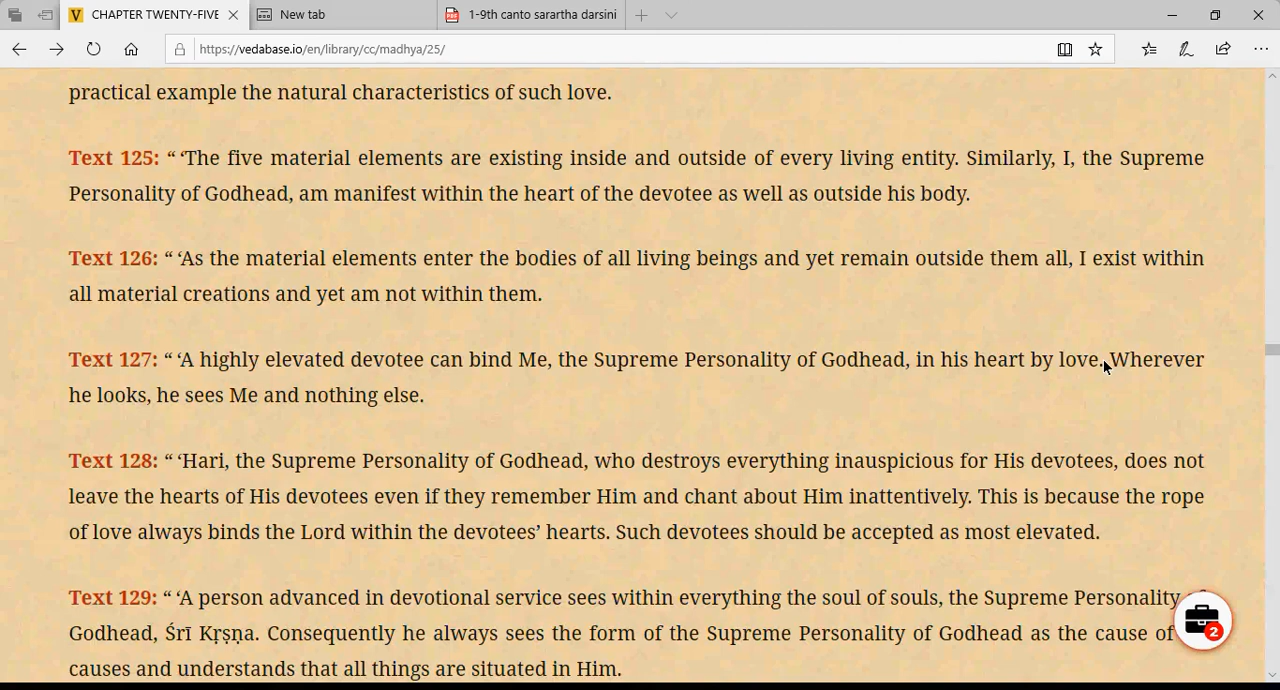 CHAPTER TWENTY-FIVE
New tab
1-9th canto sarartha darsini
https://vedabase.io/en/library/cc/madhya/25/
practical example the natural characteristics of such love.
Text 125: “ ‘The five material elements are existing inside and outside of every living entity. Similarly, I, the Supreme
Personality of Godhead, am manifest within the heart of the devotee as well as outside his body.
Text 126: “ ‘As the material elements enter the bodies of all living beings and yet remain outside them all, I exist within
all material creations and yet am not within them.
Text 127: “ ‘A highly elevated devotee can bind Me, the Supreme Personality of Godhead, in his heart by love. Wherever
he looks, he sees Me and nothing else.
Text 128: “ ‘Hari, the Supreme Personality of Godhead, who destroys everything inauspicious for His devotees, does not
leave the hearts of His devotees even if they remember Him and chant about Him inattentively. This is because the rope
of love always binds the Lord within the devotees’ hearts. Such devotees should be accepted as most elevated.
Text 129: “ ‘A person advanced in devotional service sees within everything the soul of souls, the Supreme Personality of
Godhead, Śrī Kṛṣṇa. Consequently he always sees the form of the Supreme Personality of Godhead as the cause of
causes and understands that all things are situated in Him.
2